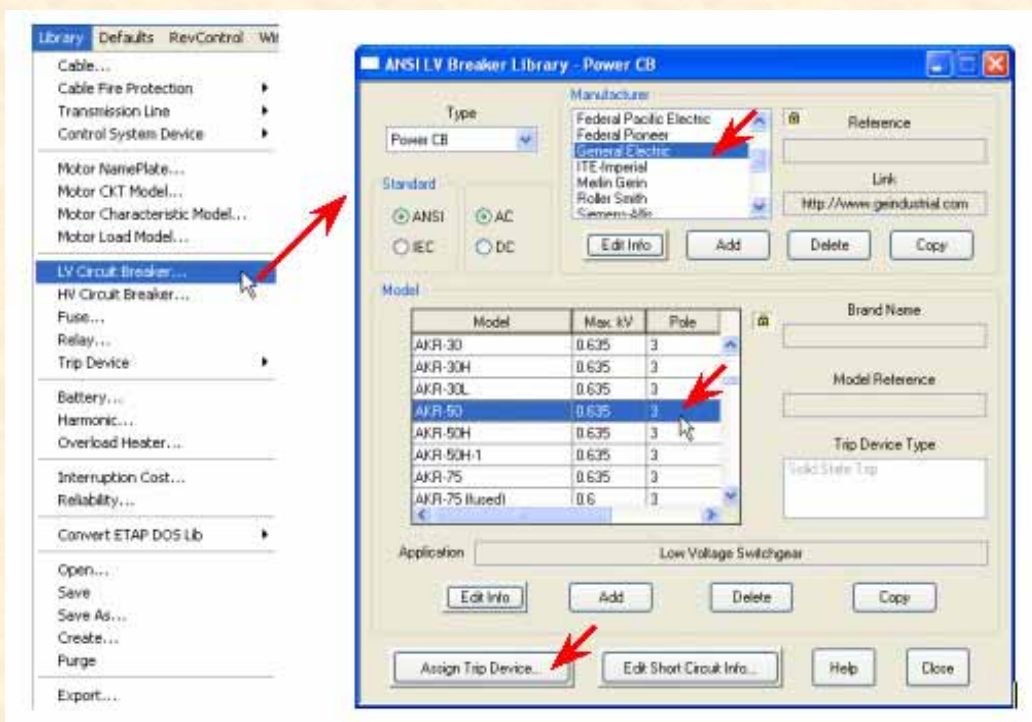 Library Defaults RevControl
Cable...
Cable Fire Protection
Transmission Line
Control System Device
Motor NamePlate...
Motor CKT Model...
Motor Characteristic Model...
Motor Load Model...
LV Circuit Breaker...
HV Circuit Breaker...
Fuse...
Relay...
Trip Device
Battery...
Harmonic...
Overload Heater...
Interruption Cost...
Reliability...
Convert ETAP DOS Lib
Open...
Save
Save As...
Create...
Purge
Export...
ANSI LV Breaker Library - Power CB
Type
Power CB
Standard
ANSI AC
IEC DC
Manufacturer
Federal Pacific Electric
Federal Pioneer
General Electric
ITE-Imperial
Merlin Gerin
Roller Smith
Siemens-Allis
Edit Info Add Delete Copy
Reference
Link
http://www.geindustrial.com
Model
Model Max. kV Pole
AKR-30 0.635 3
AKR-30H 0.635 3
AKR-30L 0.635 3
AKR-50 0.635 3
AKR-50H 0.635 3
AKR-50H-1 0.635 3
AKR-75 0.635 3
AKR-75 (fused) 0.6 3
Brand Name
Model Reference
Trip Device Type
Solid State Trip
Application Low Voltage Switchgear
Edit Info Add Delete Copy
Assign Trip Device... Edit Short Circuit Info... Help Close